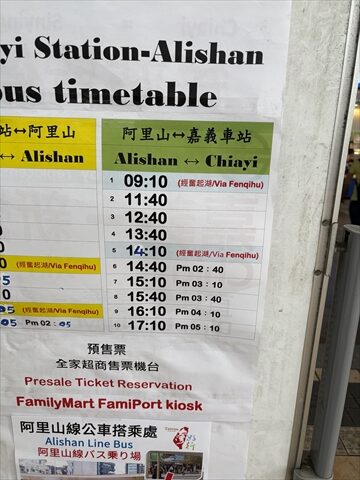 yi Station-Alishan
bus timetable
站↔阿里山
↔ Alishan
阿里山↔嘉義車站
Alishan ↔ Chiayi
1 09:10 (經奮起湖/Via Fenqihu)
2 11:40
3 12:40
4 13:40
5 14:10 (經奮起湖/Via Fenqihu)
6 14:40 Pm 02：40
7 15:10 Pm 03：10
8 15:40 Pm 03：40
9 16:10 Pm 04：10
10 17:10 Pm 05：10
(經奮起湖/Via Fenqihu)
05
(經奮起湖/Via Fenqihu)
05 Pm 02：05
預售票
全家超商售票機台
Presale Ticket Reservation
FamilyMart FamiPort kiosk
阿里山線公車搭乘處
Alishan Line Bus
阿里山線バス乗り場